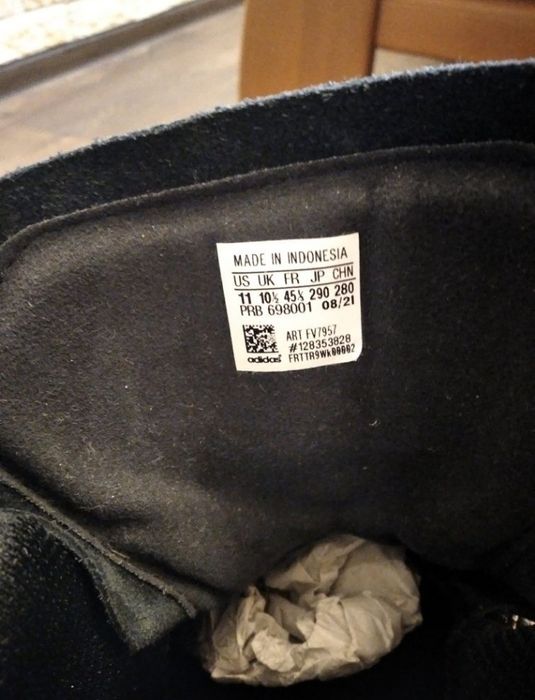 MADE IN INDONESIA
US UK FR JP CHN
11 10½ 45⅓ 290 280
PRB 698001 08/21
ART FV7957
#128353828
adidas FRTTR9Wk00002